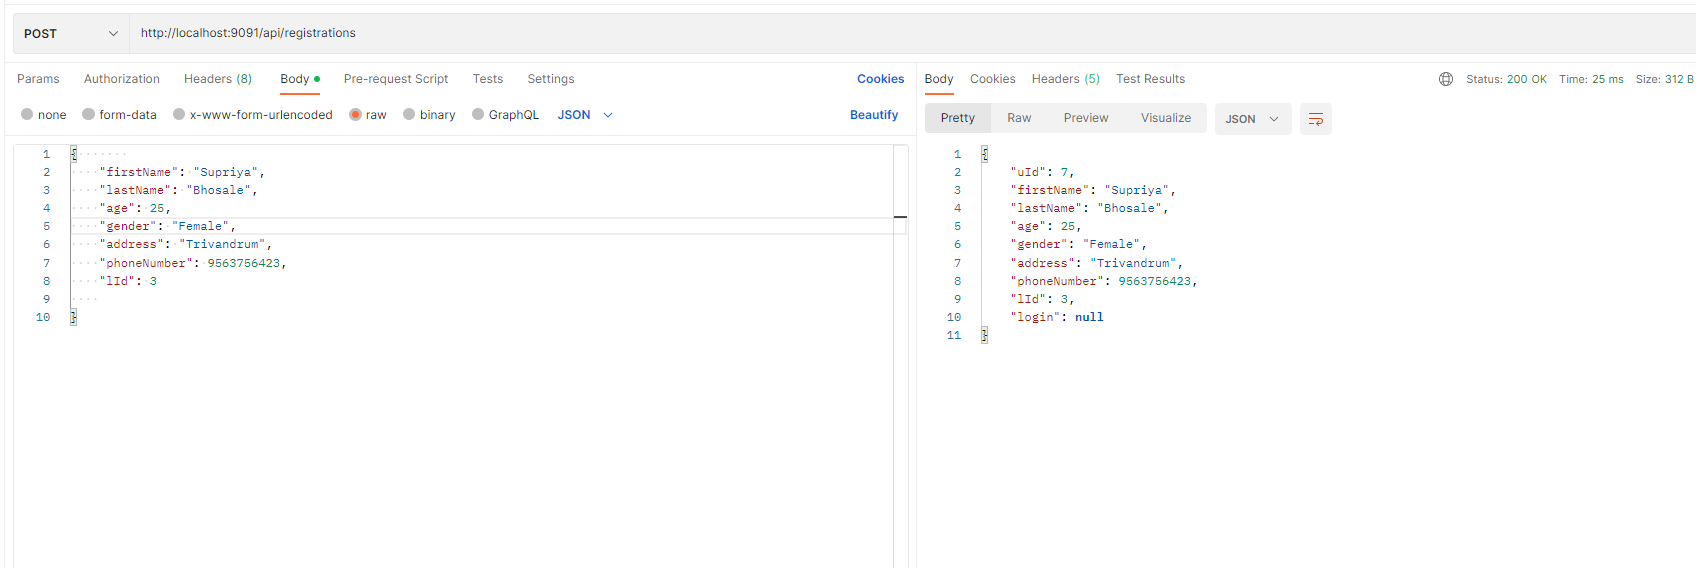 POST http://localhost:9091/api/registrations
Params Authorization Headers (8) Body Pre-request Script Tests Settings Cookies
none form-data x-www-form-urlencoded raw binary GraphQL JSON Beautify
1 {
2 "firstName": "Supriya",
3 "lastName": "Bhosale",
4 "age": 25,
5 "gender": "Female",
6 "address": "Trivandrum",
7 "phoneNumber": 9563756423,
8 "lId": 3
9
10 }
Body Cookies Headers (5) Test Results Status: 200 OK Time: 25 ms Size: 312 B
Pretty Raw Preview Visualize JSON
1 {
2 "uId": 7,
3 "firstName": "Supriya",
4 "lastName": "Bhosale",
5 "age": 25,
6 "gender": "Female",
7 "address": "Trivandrum",
8 "phoneNumber": 9563756423,
9 "lId": 3,
10 "login": null
11 }